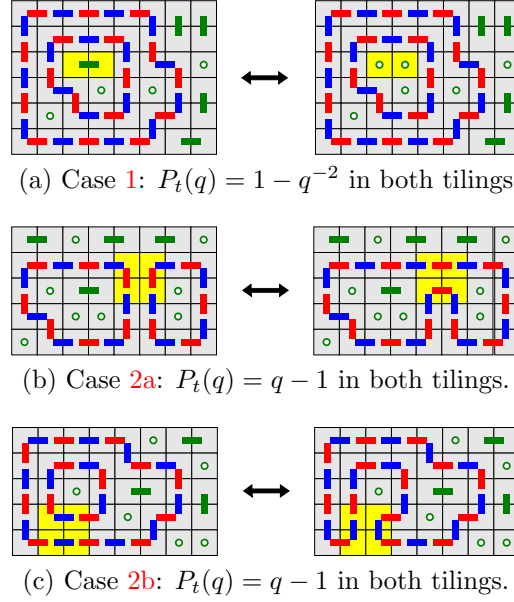 (a) Case 1: $P_t(q) = 1 - q^{-2}$ in both tilings
(b) Case 2a: $P_t(q) = q - 1$ in both tilings.
(c) Case 2b: $P_t(q) = q - 1$ in both tilings.